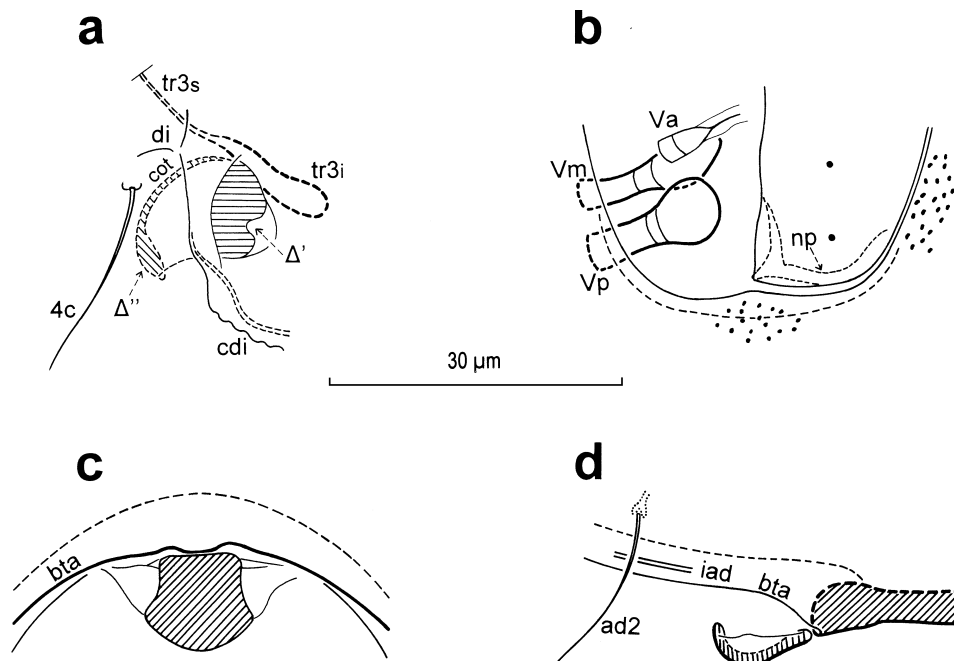 a
tr3s
di
cot
tr3i
Δ'
Δ''
4c
cdi
b
Va
Vm
np
Vp
30 µm
c
bta
d
iad
bta
ad2